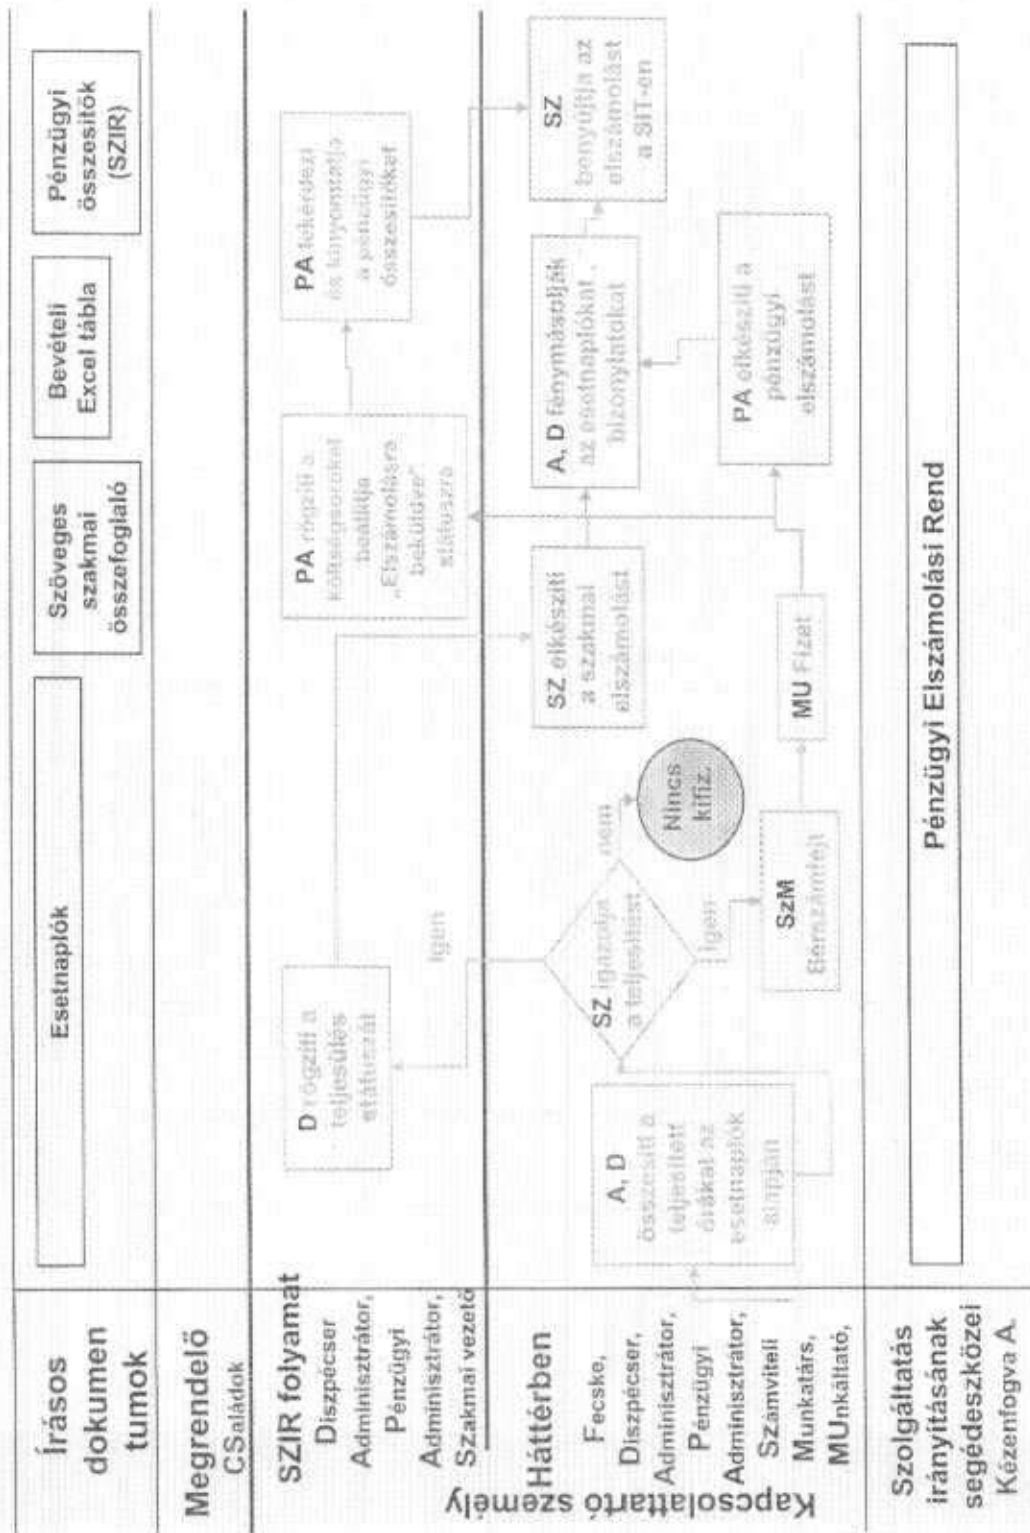 Írásos
dokumen
tumok
Esetnaplók
Szöveges
szakmai
összefoglaló
Bevételi
Excel tábla
Pénzügyi
összesítők
(SZIR)
Megrendelő
CSaládok
Kapcsolattartó személy
SZIR folyamat
Diszpécser
Adminisztrátor,
Pénzügyi
Adminisztrátor,
Szakmai vezető
D rögzíti a
teljesülés
státuszát
Igen
PA rögzíti a
költségsorokat
beállítja
„Elszámolásra
beküldve”
státuszra
PA lekérdezi
és kinyomtatja
a pénzügyi
összesítőket
Háttérben
Fecske,
Diszpécser,
Adminisztrátor,
Pénzügyi
Adminisztrátor,
Számviteli
Munkatárs,
MUnkáltató,
A, D
összesíti a
teljesített
órákat az
esetnaplók
alapján
SZ igazolja
a teljesítést
nem
Igen
Nincs
kifiz.
SzM
Bérszámfejt
MU Fizet
SZ elkészíti
a szakmai
elszámolást
A, D fénymásolják
az esetnaplókat,
bizonylatokat
PA elkészíti a
pénzügyi
elszámolást
SZ
benyújtja az
elszámolást
a SIT-en
Szolgáltatás
irányításának
segédeszközei
Kézenfogva A.
Pénzügyi Elszámolási Rend